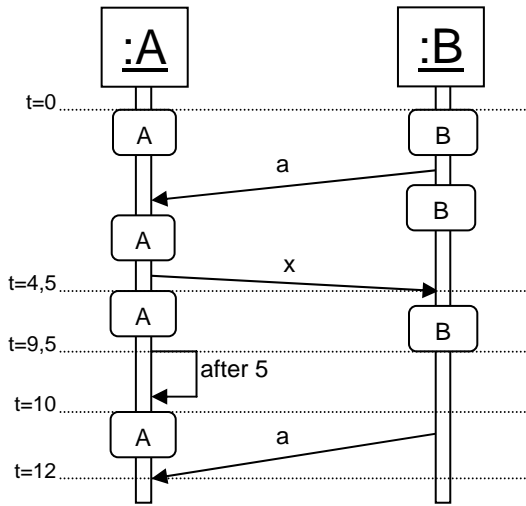 :A :B
t=0
A B
a
B
A
x
t=4,5
A
B
t=9,5
after 5
t=10
A a
t=12